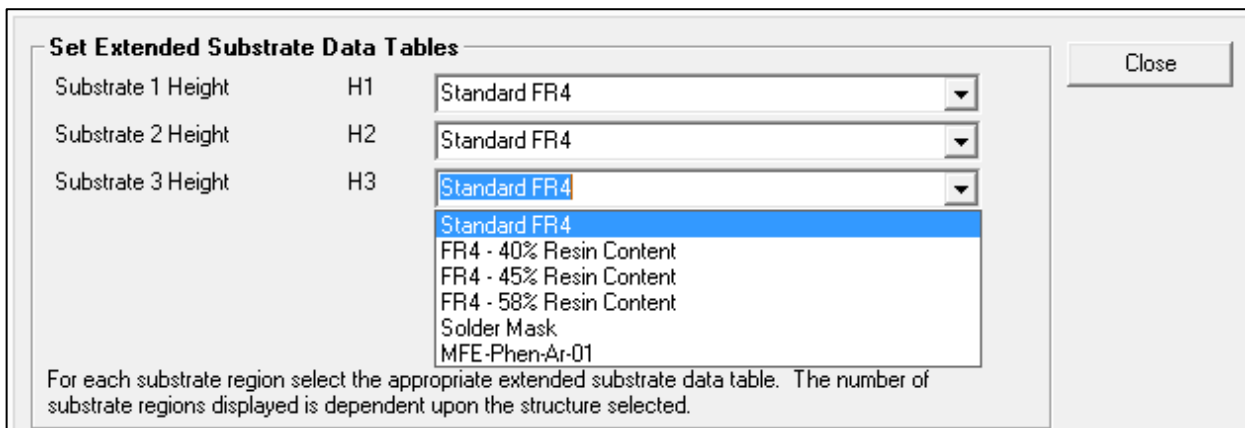 Set Extended Substrate Data Tables
Close
Substrate 1 Height H1 Standard FR4
Substrate 2 Height H2 Standard FR4
Substrate 3 Height H3 Standard FR4
Standard FR4
FR4 - 40% Resin Content
FR4 - 45% Resin Content
FR4 - 58% Resin Content
Solder Mask
MFE-Phen-Ar-01
For each substrate region select the appropriate extended substrate data table. The number of
substrate regions displayed is dependent upon the structure selected.